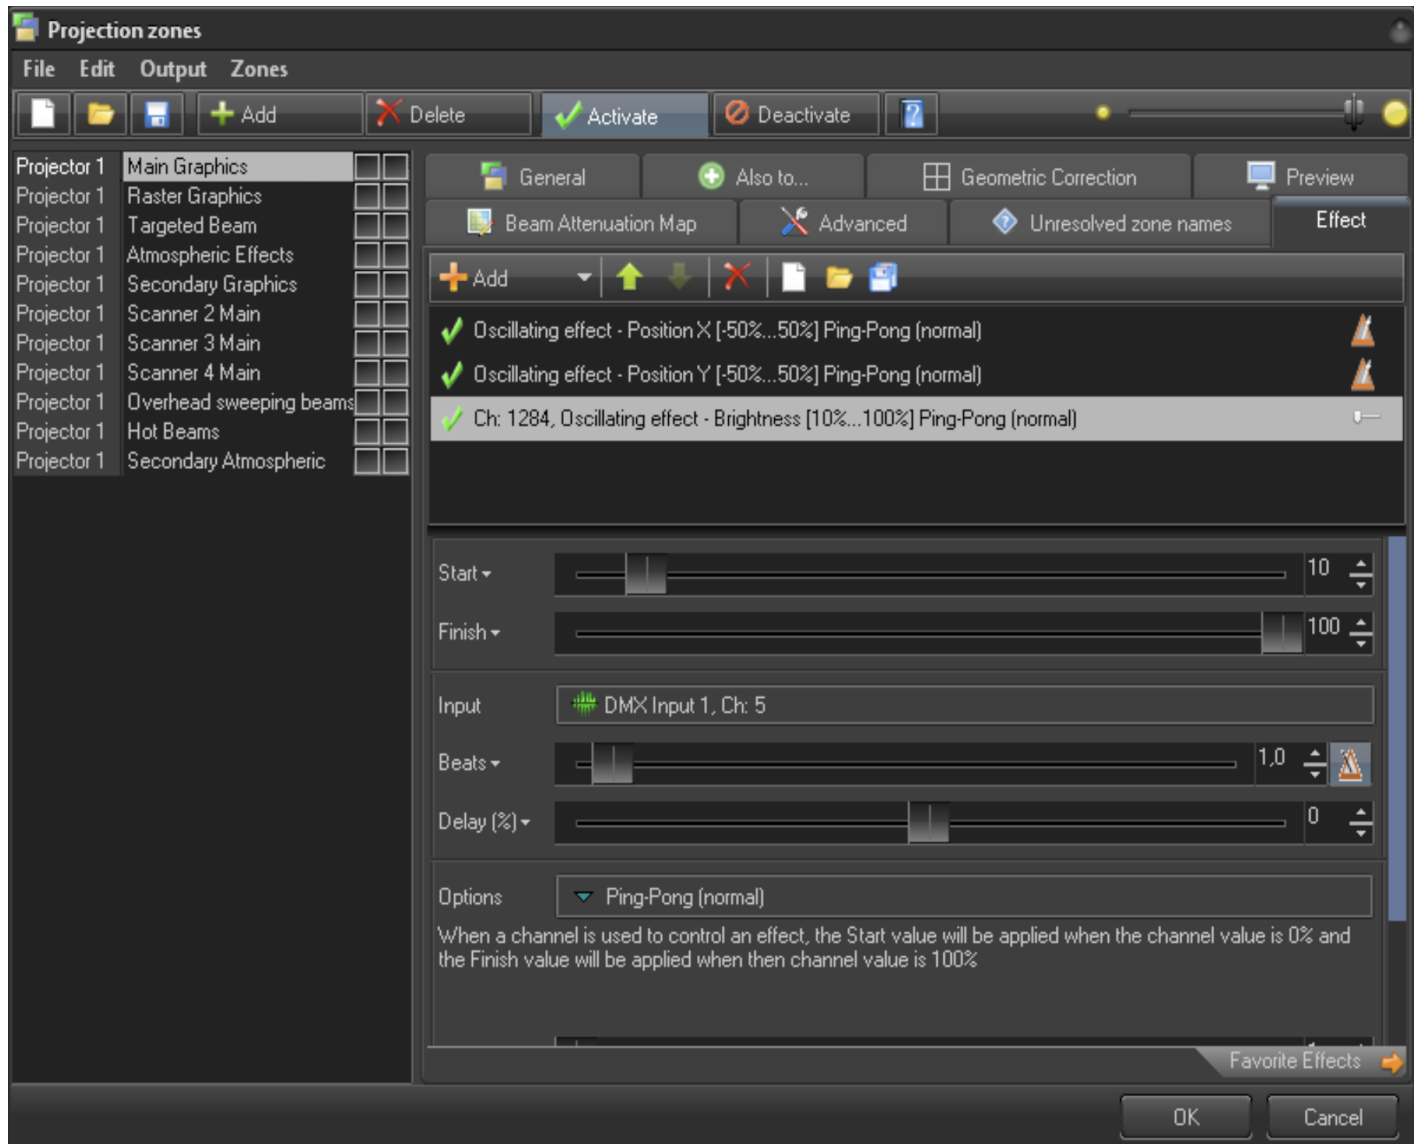 Projection zones
File Edit Output Zones
Add Delete Activate Deactivate
Projector 1 Main Graphics
Projector 1 Raster Graphics
Projector 1 Targeted Beam
Projector 1 Atmospheric Effects
Projector 1 Secondary Graphics
Projector 1 Scanner 2 Main
Projector 1 Scanner 3 Main
Projector 1 Scanner 4 Main
Projector 1 Overhead sweeping beams
Projector 1 Hot Beams
Projector 1 Secondary Atmospheric
General Also to... Geometric Correction Preview
Beam Attenuation Map Advanced Unresolved zone names Effect
Add
Oscillating effect - Position X [-50%...50%] Ping-Pong (normal)
Oscillating effect - Position Y [-50%...50%] Ping-Pong (normal)
Ch: 1284, Oscillating effect - Brightness [10%...100%] Ping-Pong (normal)
Start 10
Finish 100
Input DMX Input 1, Ch: 5
Beats 1,0
Delay (%) 0
Options Ping-Pong (normal)
When a channel is used to control an effect, the Start value will be applied when the channel value is 0% and
the Finish value will be applied when then channel value is 100%
Favorite Effects
OK Cancel